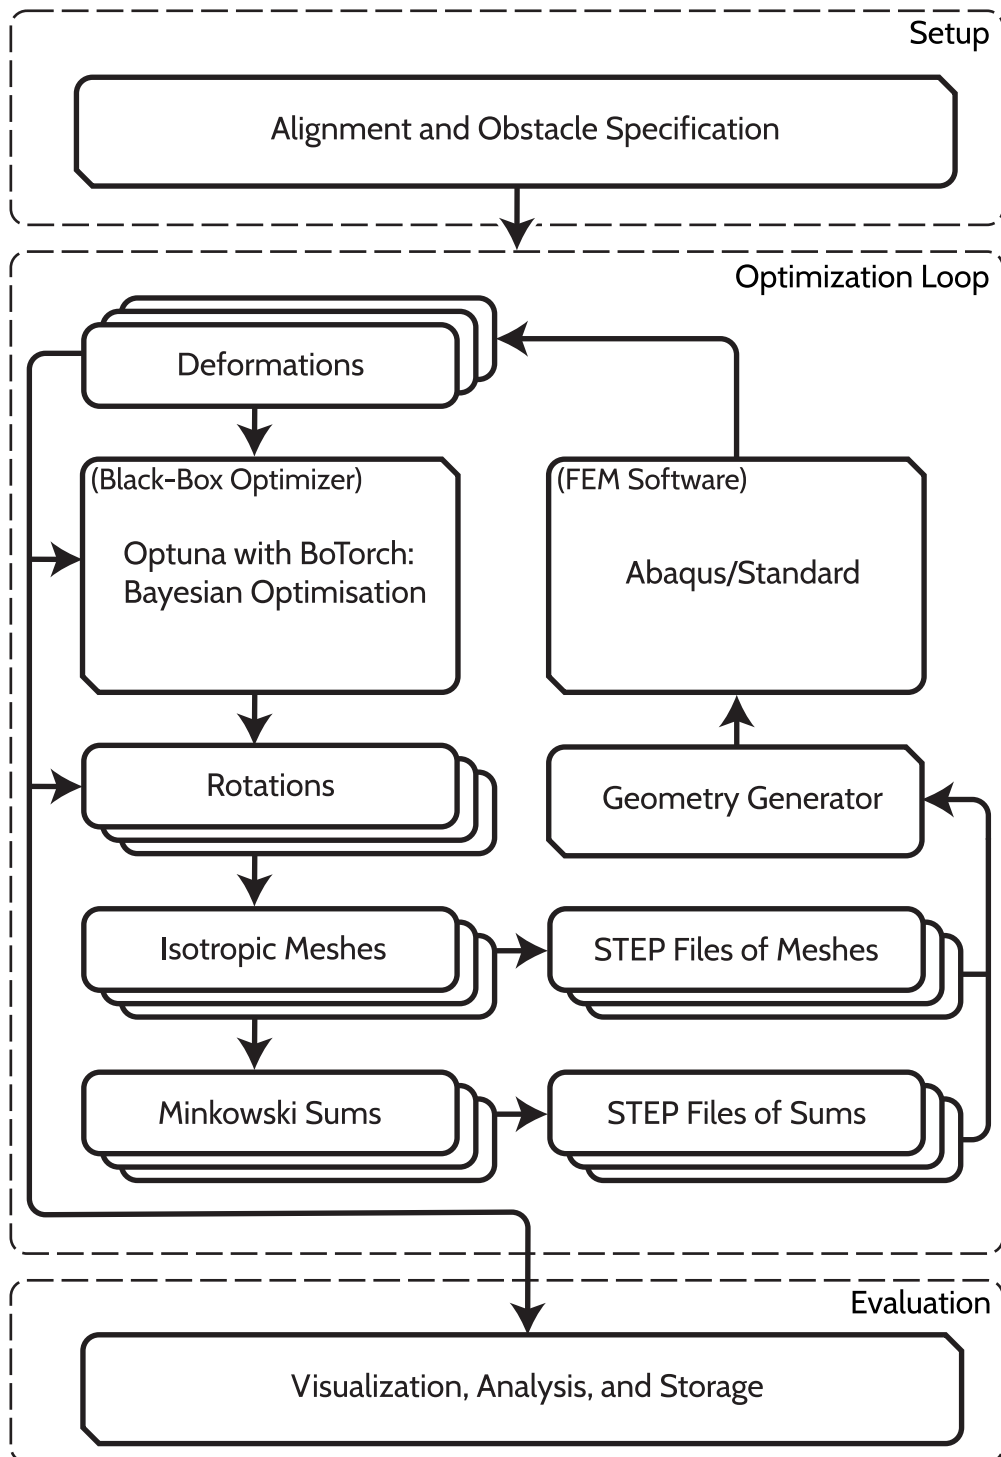 Setup
Alignment and Obstacle Specification
Optimization Loop
Deformations
(Black-Box Optimizer)
Optuna with BoTorch:
Bayesian Optimisation
(FEM Software)
Abaqus/Standard
Rotations
Geometry Generator
Isotropic Meshes
STEP Files of Meshes
Minkowski Sums
STEP Files of Sums
Evaluation
Visualization, Analysis, and Storage